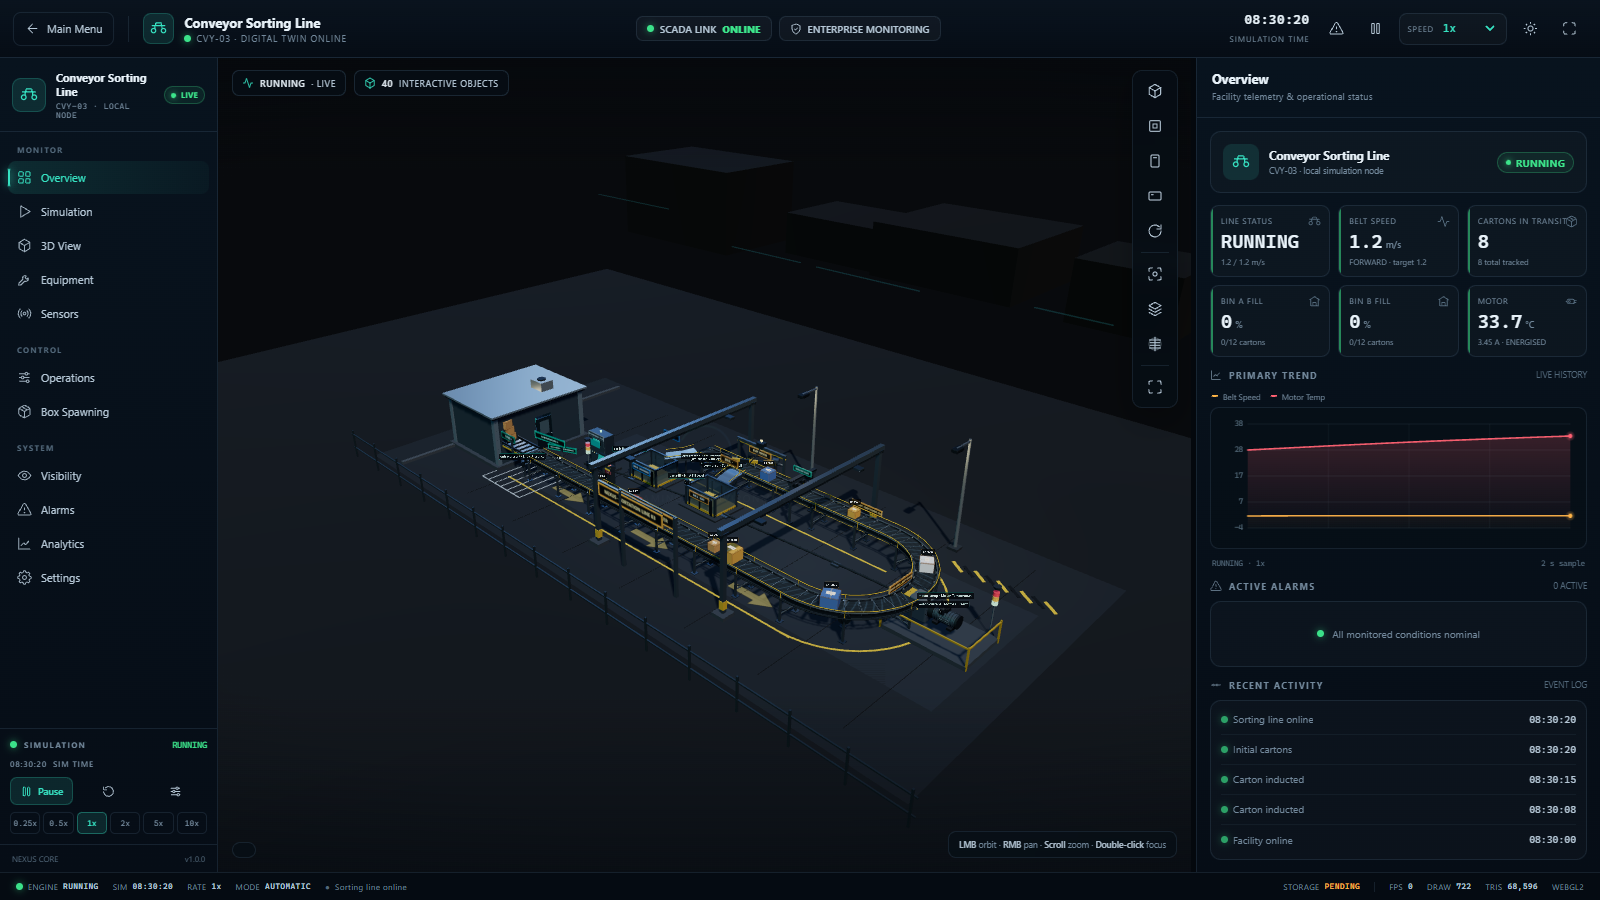 Main Menu
Conveyor Sorting Line
CVY-03 · DIGITAL TWIN ONLINE
SCADA LINK ONLINE
ENTERPRISE MONITORING
08:30:20
SIMULATION TIME
SPEED 1x
Conveyor Sorting
Line
CVY-03 · LOCAL
NODE
LIVE
MONITOR
Overview
Simulation
3D View
Equipment
Sensors
CONTROL
Operations
Box Spawning
SYSTEM
Visibility
Alarms
Analytics
Settings
SIMULATION RUNNING
08:30:20 SIM TIME
Pause
0.25x 0.5x 1x 2x 5x 10x
NEXUS CORE v1.0.0
RUNNING · LIVE
40 INTERACTIVE OBJECTS
LMB orbit · RMB pan · Scroll zoom · Double-click focus
Overview
Facility telemetry & operational status
Conveyor Sorting Line
CVY-03 · local simulation node
RUNNING
LINE STATUS
RUNNING
1.2 / 1.2 m/s
BELT SPEED
1.2 m/s
FORWARD · target 1.2
CARTONS IN TRANSIT
8
8 total tracked
BIN A FILL
0 %
0/12 cartons
BIN B FILL
0 %
0/12 cartons
MOTOR
33.7 °C
3.45 A · ENERGISED
PRIMARY TREND LIVE HISTORY
Belt Speed Motor Temp
38
28
17
7
-4
RUNNING · 1x 2 s sample
ACTIVE ALARMS 0 ACTIVE
All monitored conditions nominal
RECENT ACTIVITY EVENT LOG
Sorting line online 08:30:20
Initial cartons 08:30:20
Carton inducted 08:30:15
Carton inducted 08:30:08
Facility online 08:30:00
ENGINE RUNNING SIM 08:30:20 RATE 1x MODE AUTOMATIC Sorting line online
STORAGE PENDING FPS 0 DRAW 722 TRIS 68,596 WEBGL2